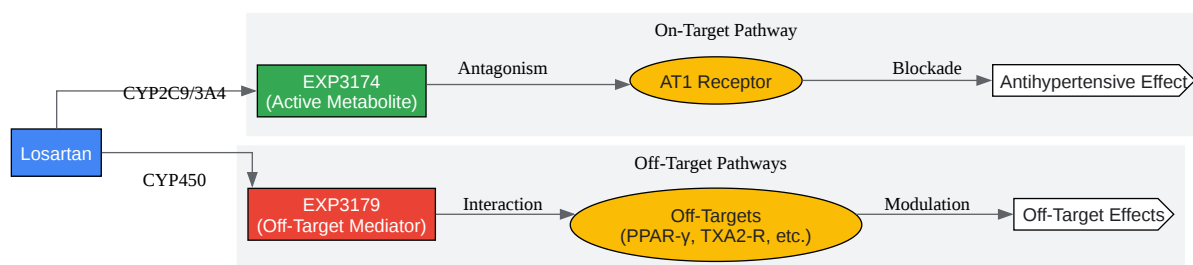 On-Target Pathway
CYP2C9/3A4
EXP3174
(Active Metabolite)
Antagonism
AT1 Receptor
Blockade
Antihypertensive Effect
Losartan
CYP450
Off-Target Pathways
EXP3179
(Off-Target Mediator)
Interaction
Off-Targets
(PPAR-γ, TXA2-R, etc.)
Modulation
Off-Target Effects